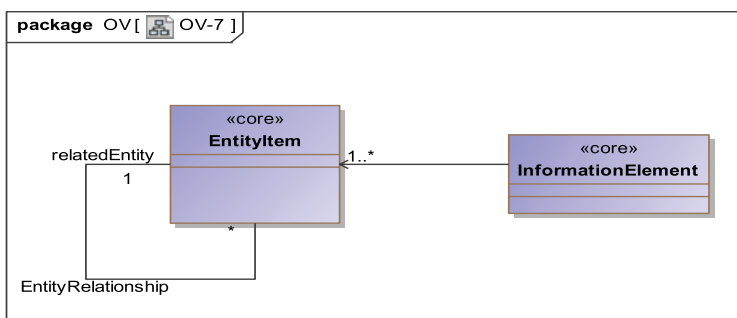 package OV[ OV-7 ]
«core»
EntityItem
relatedEntity
1
1..*
«core»
InformationElement
*
EntityRelationship